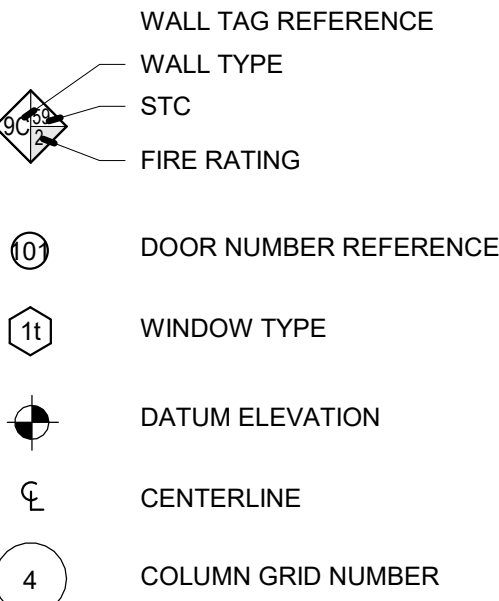 WALL TAG REFERENCE
WALL TYPE
9C 59 STC
2
FIRE RATING
101 DOOR NUMBER REFERENCE
1t WINDOW TYPE
DATUM ELEVATION
℄ CENTERLINE
4 COLUMN GRID NUMBER